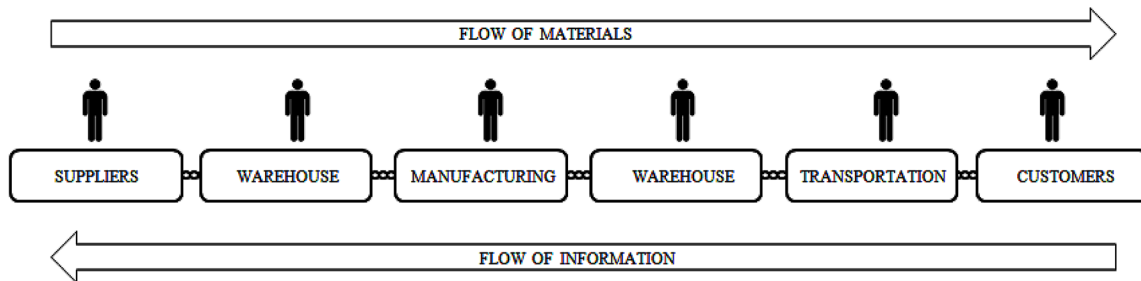 FLOW OF MATERIALS
SUPPLIERS
WAREHOUSE
MANUFACTURING
WAREHOUSE
TRANSPORTATION
CUSTOMERS
FLOW OF INFORMATION